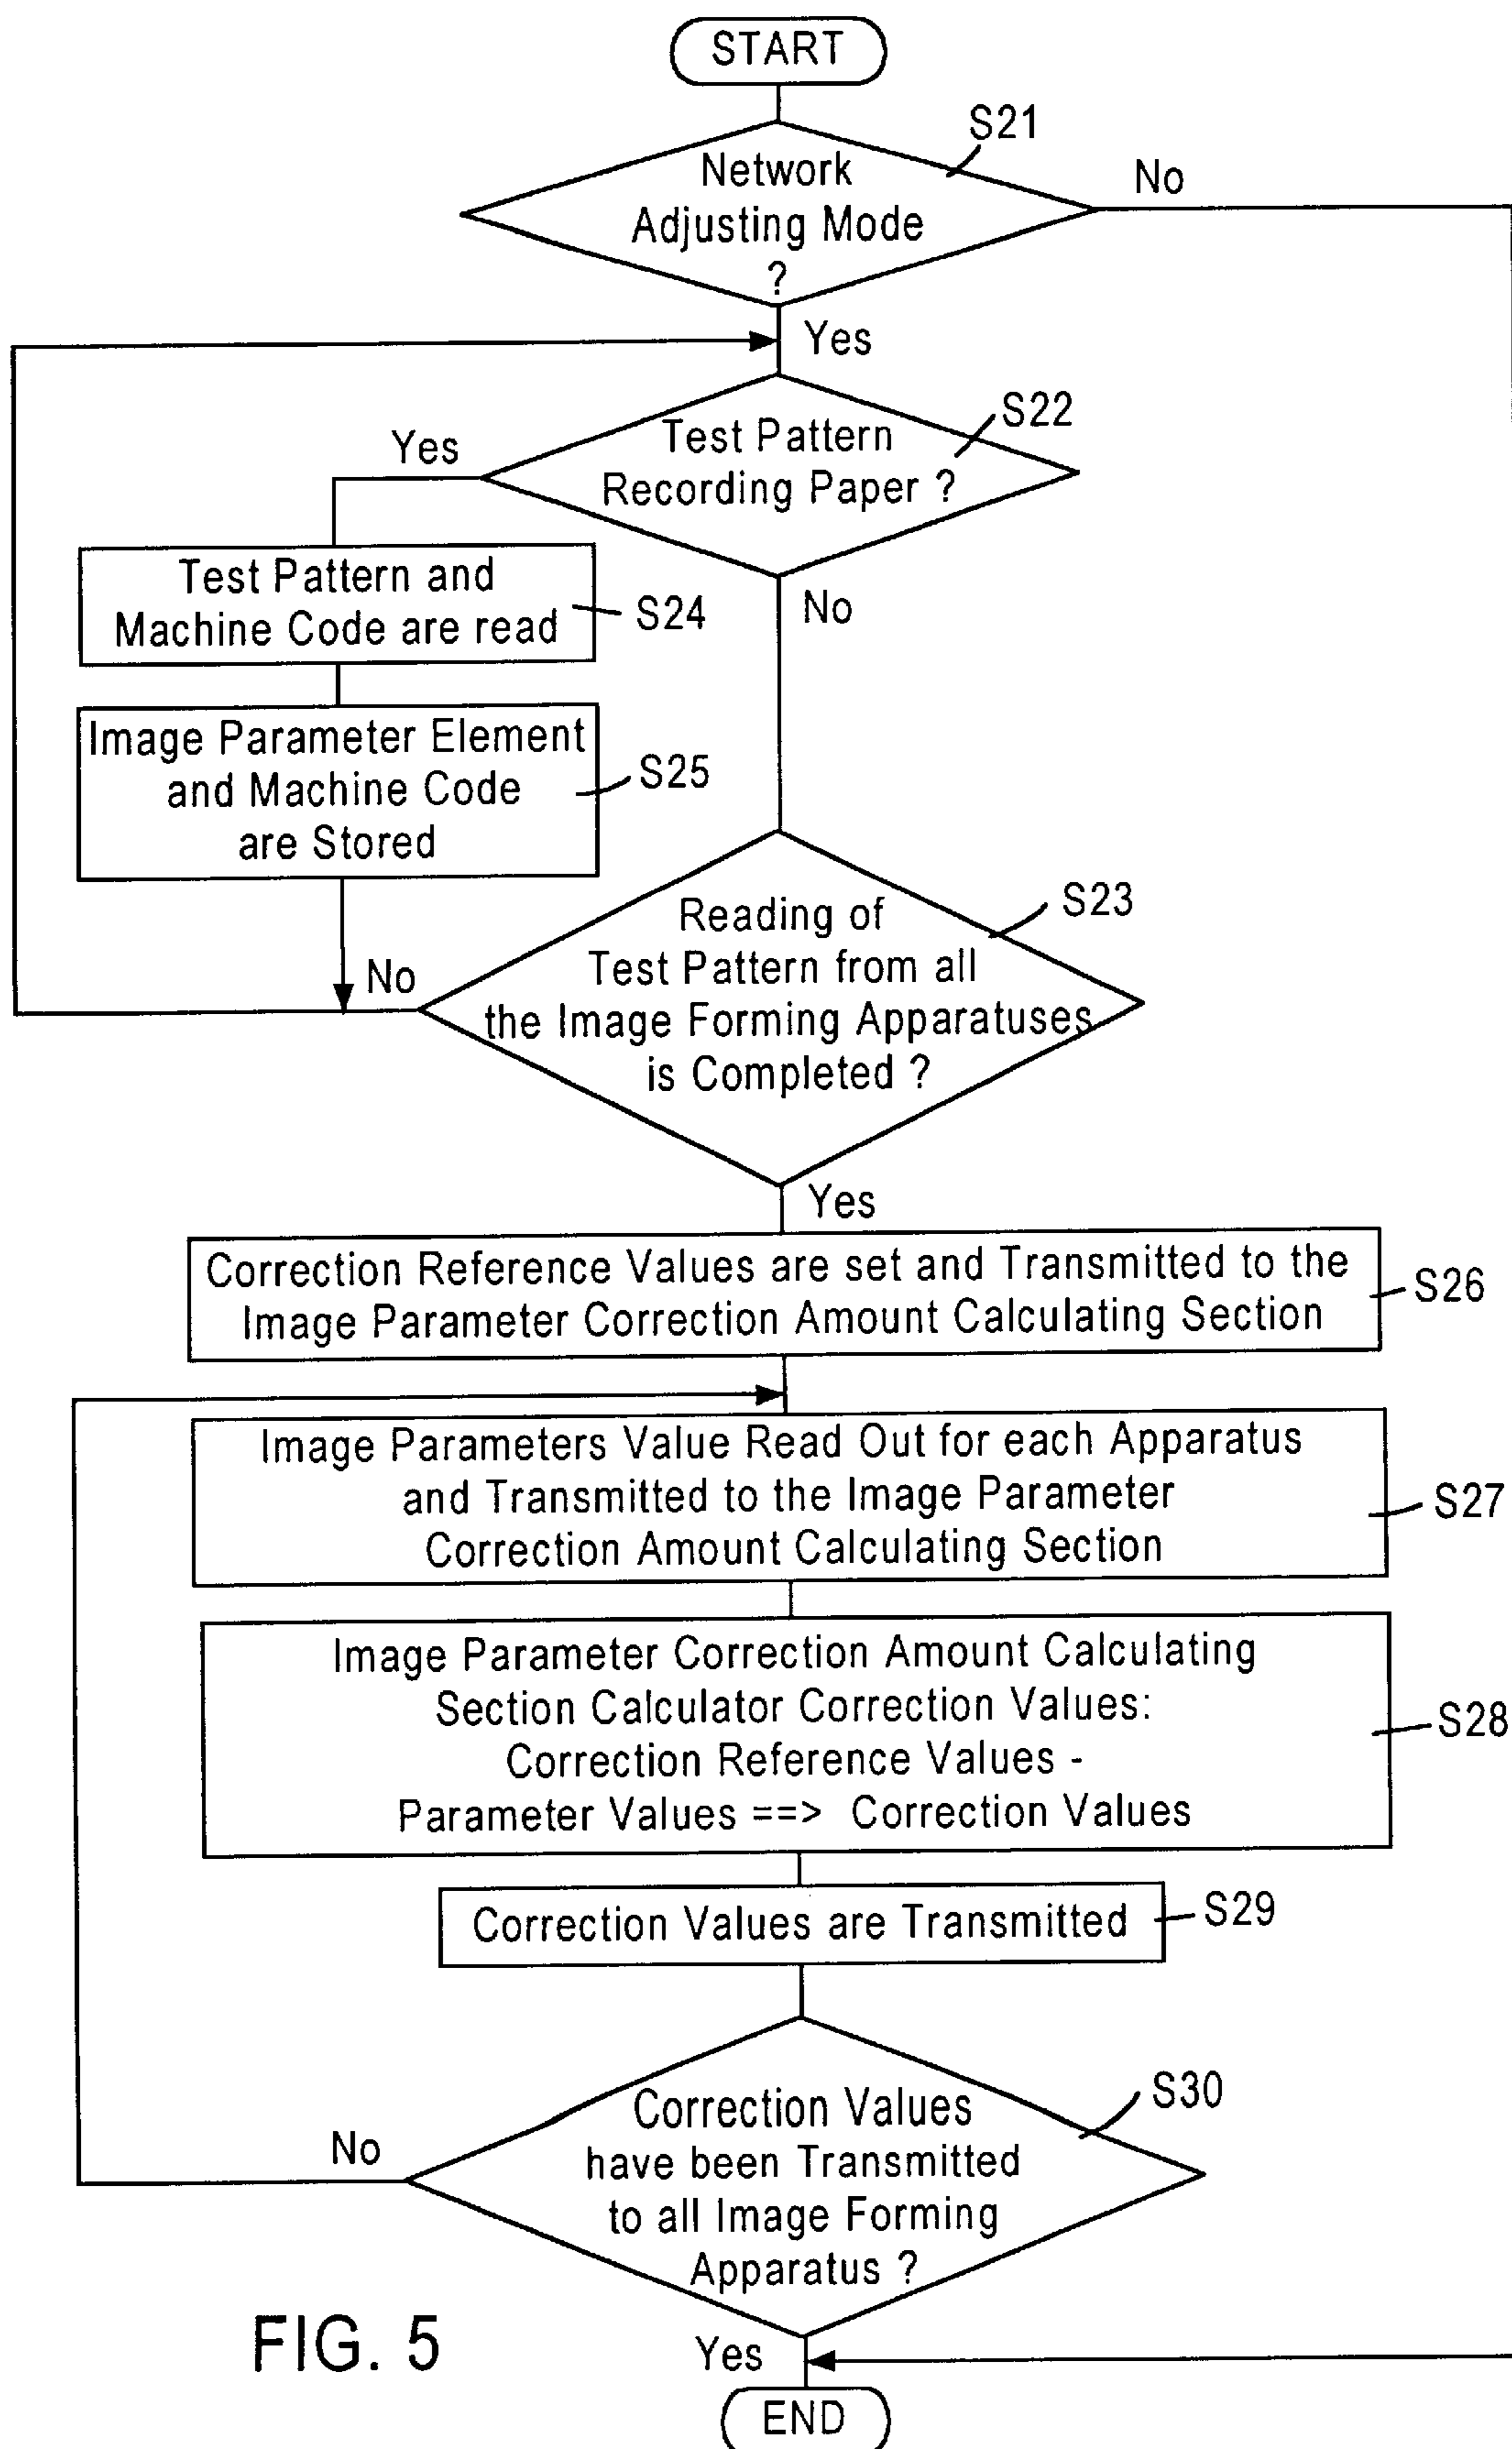 START
S21
Network
Adjusting Mode
?
No
Yes
S22
Test Pattern
Recording Paper ?
Yes
No
Test Pattern and
Machine Code are read
S24
Image Parameter Element
and Machine Code
are Stored
S25
S23
Reading of
Test Pattern from all
the Image Forming Apparatuses
is Completed ?
No
Yes
Correction Reference Values are set and Transmitted to the
Image Parameter Correction Amount Calculating Section
S26
Image Parameters Value Read Out for each Apparatus
and Transmitted to the Image Parameter
Correction Amount Calculating Section
S27
Image Parameter Correction Amount Calculating
Section Calculator Correction Values:
Correction Reference Values -
Parameter Values ==> Correction Values
S28
Correction Values are Transmitted
S29
S30
Correction Values
have been Transmitted
to all Image Forming
Apparatus ?
No
Yes
END
FIG. 5